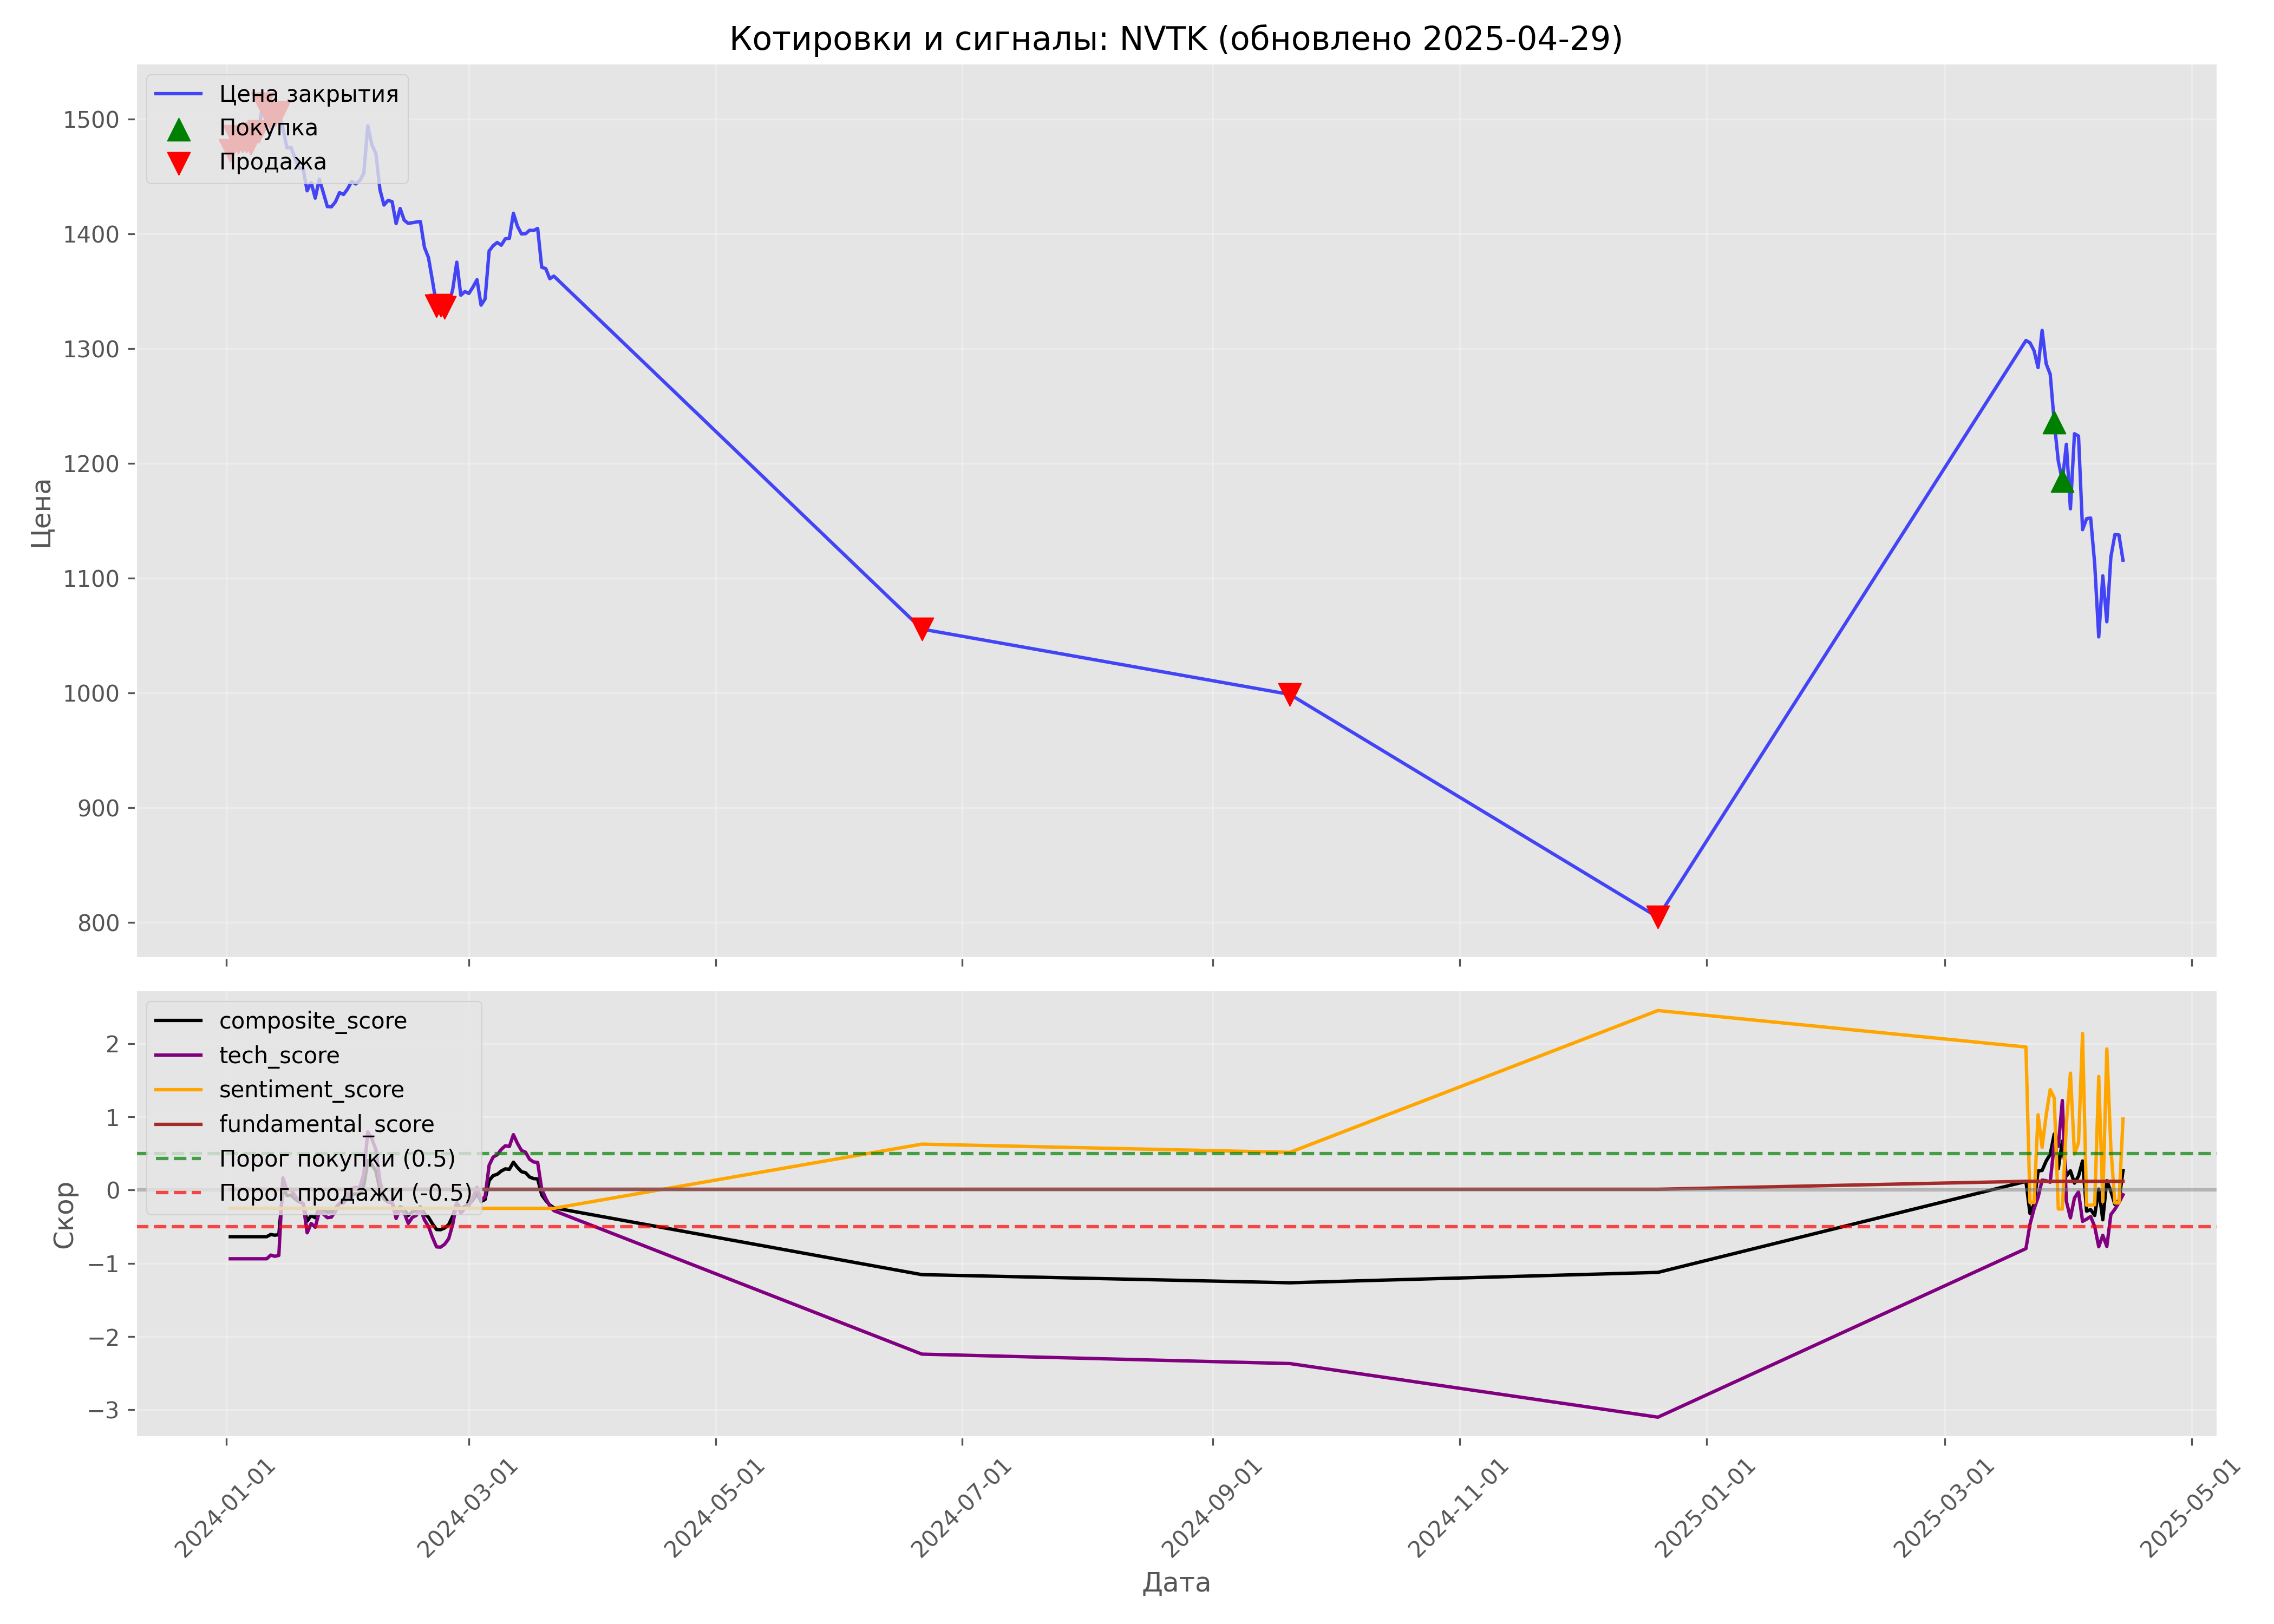 Котировки и сигналы: NVTK (обновлено 2025-04-29)
Цена закрытия
Покупка
Продажа
1500
1400
1300
1200
1100
1000
900
800
Цена
composite_score
tech_score
sentiment_score
fundamental_score
Порог покупки (0.5)
Порог продажи (-0.5)
2
1
0
−1
−2
−3
Скор
2024-01-01
2024-03-01
2024-05-01
2024-07-01
2024-09-01
2024-11-01
2025-01-01
2025-03-01
2025-05-01
Дата